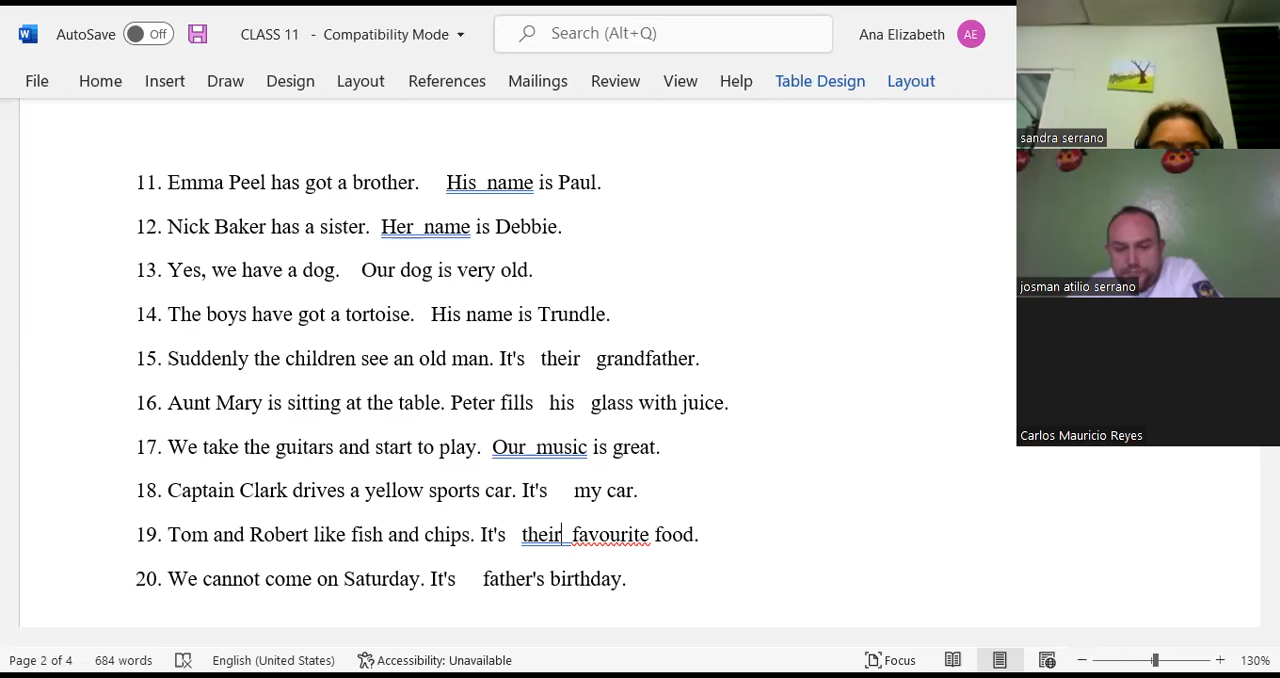 AutoSave Off CLASS 11 - Compatibility Mode Search (Alt+Q) Ana Elizabeth AE
File Home Insert Draw Design Layout References Mailings Review View Help Table Design Layout
sandra serrano
11. Emma Peel has got a brother. His name is Paul.
12. Nick Baker has a sister. Her name is Debbie.
13. Yes, we have a dog. Our dog is very old.
josman atilio serrano
14. The boys have got a tortoise. His name is Trundle.
15. Suddenly the children see an old man. It's their grandfather.
16. Aunt Mary is sitting at the table. Peter fills his glass with juice.
Carlos Mauricio Reyes
17. We take the guitars and start to play. Our music is great.
18. Captain Clark drives a yellow sports car. It's my car.
19. Tom and Robert like fish and chips. It's their favourite food.
20. We cannot come on Saturday. It's father's birthday.
Page 2 of 4 684 words English (United States) Accessibility: Unavailable Focus 130%